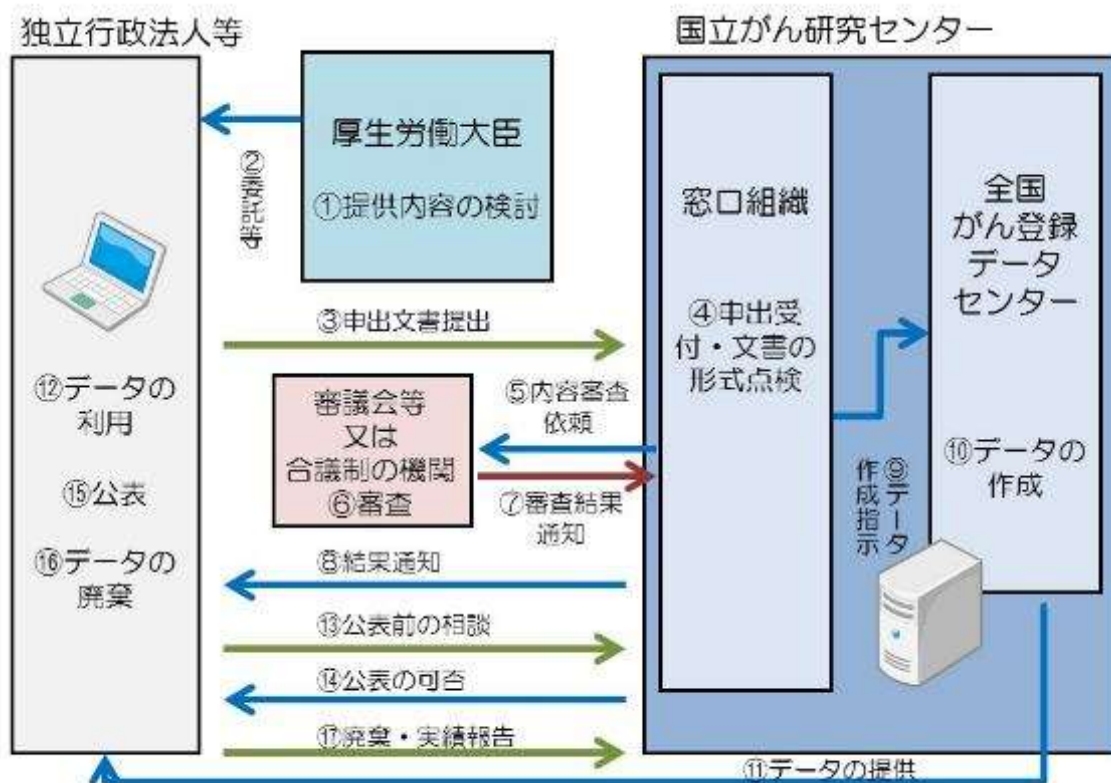 独立行政法人等
国立がん研究センター
厚生労働大臣
①提供内容の検討
②委託等
③申出文書提出
窓口組織
④申出受
付・文書の
形式点検
全国
がん登録
データ
センター
⑤内容審査
依頼
審議会等
又は
合議制の機関
⑥審査
⑦審査結果
通知
⑧結果通知
⑨データ
作成指示
⑩データの
作成
⑫データの
利用
⑮公表
⑯データの
廃棄
⑬公表前の相談
⑭公表の可否
⑰廃棄・実績報告
⑪データの提供